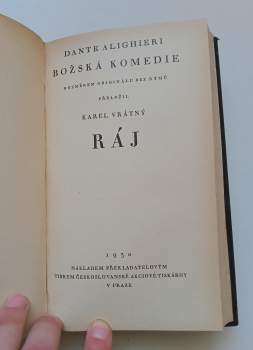 DANTE ALIGHIERI
BOŽSKÁ KOMEDIE
ROZMĚREM ORIGINÁLU BEZ RÝMŮ
PŘELOŽIL
KAREL VRÁTNÝ
RÁJ
1930
NÁKLADEM PŘEKLADATELOVÝM
TISKEM ČESKOSLOVANSKÉ AKCIOVÉ TISKÁRNY
V PRAZE